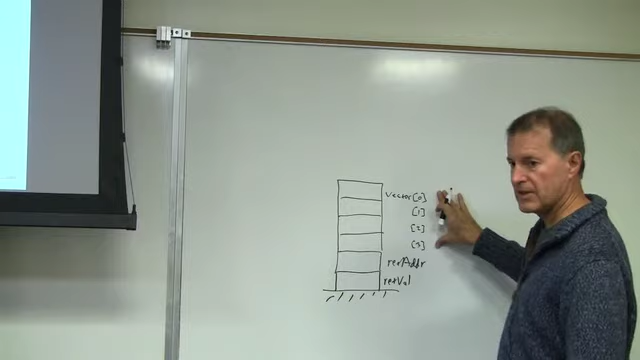 vector[0]
[1]
[2]
[3]
retAddr
retVal